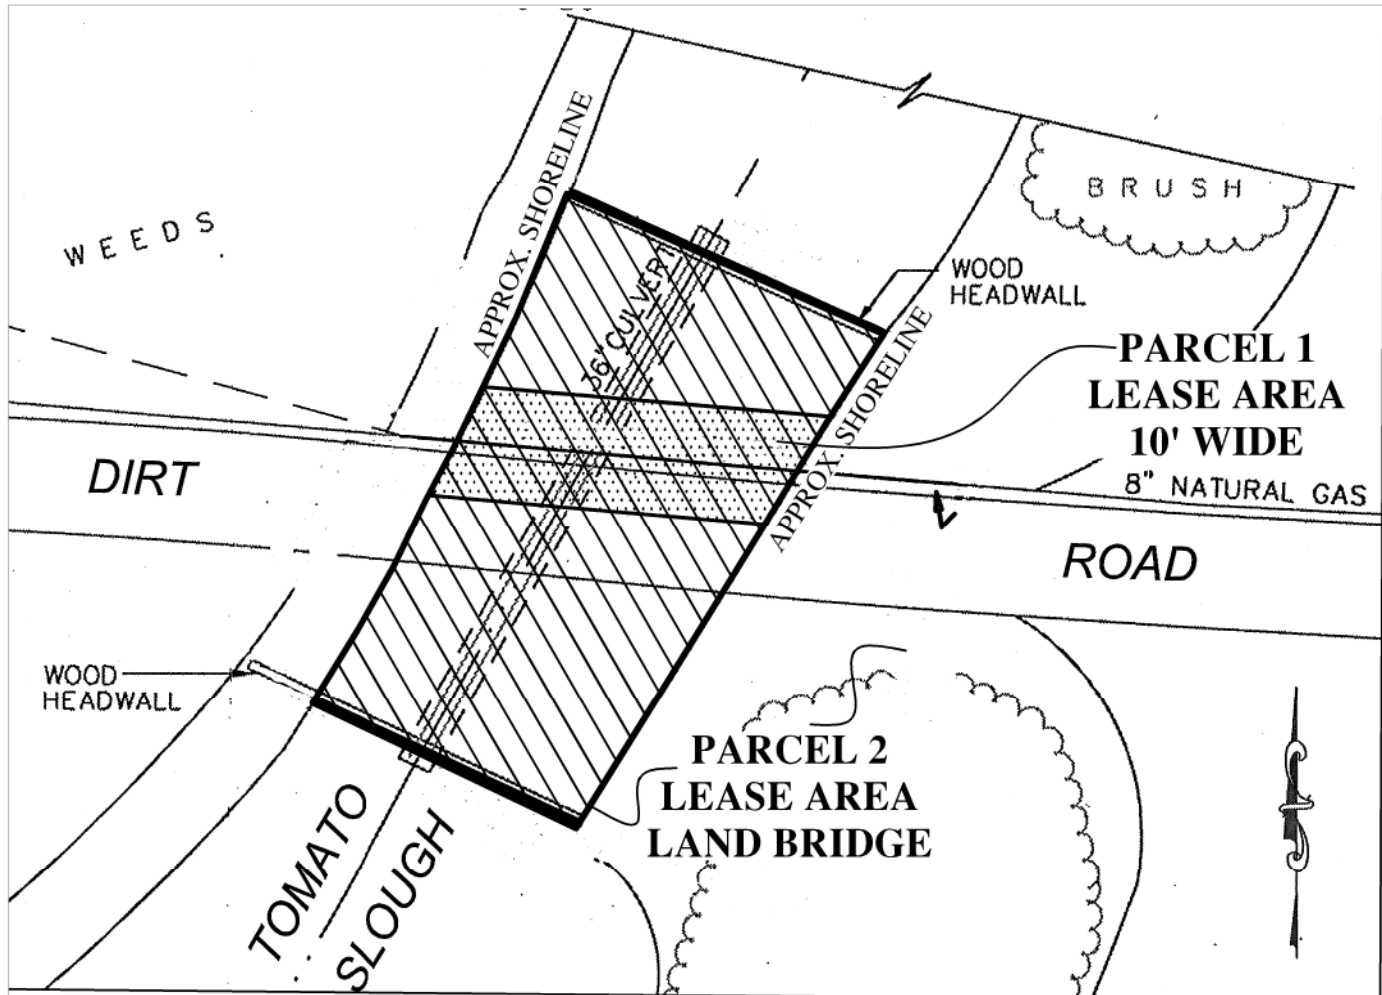 APPROX. SHORELINE
WEEDS
BRUSH
WOOD
HEADWALL
36" CULVERT
PARCEL 1
LEASE AREA
10' WIDE
8" NATURAL GAS
APPROX. SHORELINE
DIRT
ROAD
WOOD
HEADWALL
PARCEL 2
LEASE AREA
LAND BRIDGE
TOMATO
SLOUGH